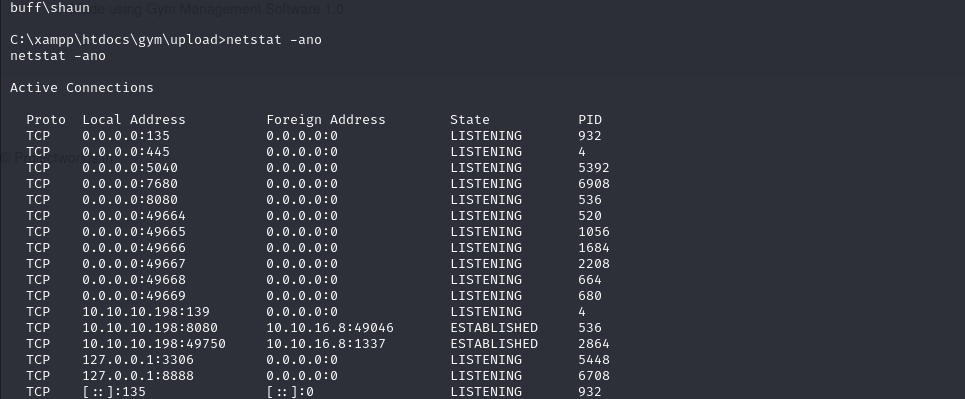 buff\shaun
e using Gym Management Software 1.0
C:\xampp\htdocs\gym\upload>netstat -ano
netstat -ano
Active Connections
Proto Local Address Foreign Address State PID
TCP 0.0.0.0:135 0.0.0.0:0 LISTENING 932
TCP 0.0.0.0:445 0.0.0.0:0 LISTENING 4
© Projectwor
TCP 0.0.0.0:5040 0.0.0.0:0 LISTENING 5392
TCP 0.0.0.0:7680 0.0.0.0:0 LISTENING 6908
TCP 0.0.0.0:8080 0.0.0.0:0 LISTENING 536
TCP 0.0.0.0:49664 0.0.0.0:0 LISTENING 520
TCP 0.0.0.0:49665 0.0.0.0:0 LISTENING 1056
TCP 0.0.0.0:49666 0.0.0.0:0 LISTENING 1684
TCP 0.0.0.0:49667 0.0.0.0:0 LISTENING 2208
TCP 0.0.0.0:49668 0.0.0.0:0 LISTENING 664
TCP 0.0.0.0:49669 0.0.0.0:0 LISTENING 680
TCP 10.10.10.198:139 0.0.0.0:0 LISTENING 4
TCP 10.10.10.198:8080 10.10.16.8:49046 ESTABLISHED 536
TCP 10.10.10.198:49750 10.10.16.8:1337 ESTABLISHED 2864
TCP 127.0.0.1:3306 0.0.0.0:0 LISTENING 5448
TCP 127.0.0.1:8888 0.0.0.0:0 LISTENING 6708
TCP [::]:135 [::]:0 LISTENING 932